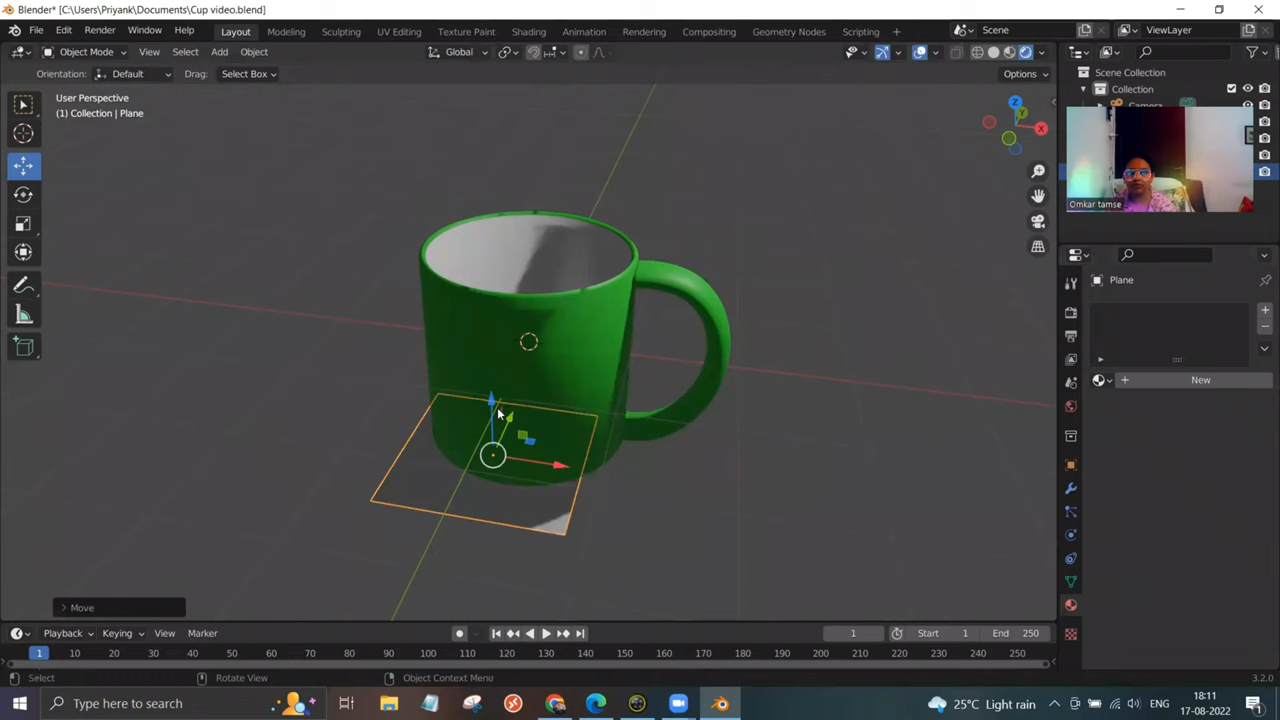 Blender* [C:\Users\Priyank\Documents\Cup video.blend]
File Edit Render Window Help Layout Modeling Sculpting UV Editing Texture Paint Shading Animation Rendering Compositing Geometry Nodes Scripting + Scene ViewLayer
Object Mode View Select Add Object Global
Orientation: Default Drag: Select Box Options
Scene Collection
Collection
Camera
User Perspective
(1) Collection | Plane
Z
Y
X
Omkar tamse
Plane
New
Move
Playback Keying View Marker 1 Start 1 End 250
1 10 20 30 40 50 60 70 80 90 100 110 120 130 140 150 160 170 180 190 200 210 220 230 240 250
Select Rotate View Object Context Menu 3.2.0
Type here to search 25°C Light rain ENG 18:11
17-08-2022
1